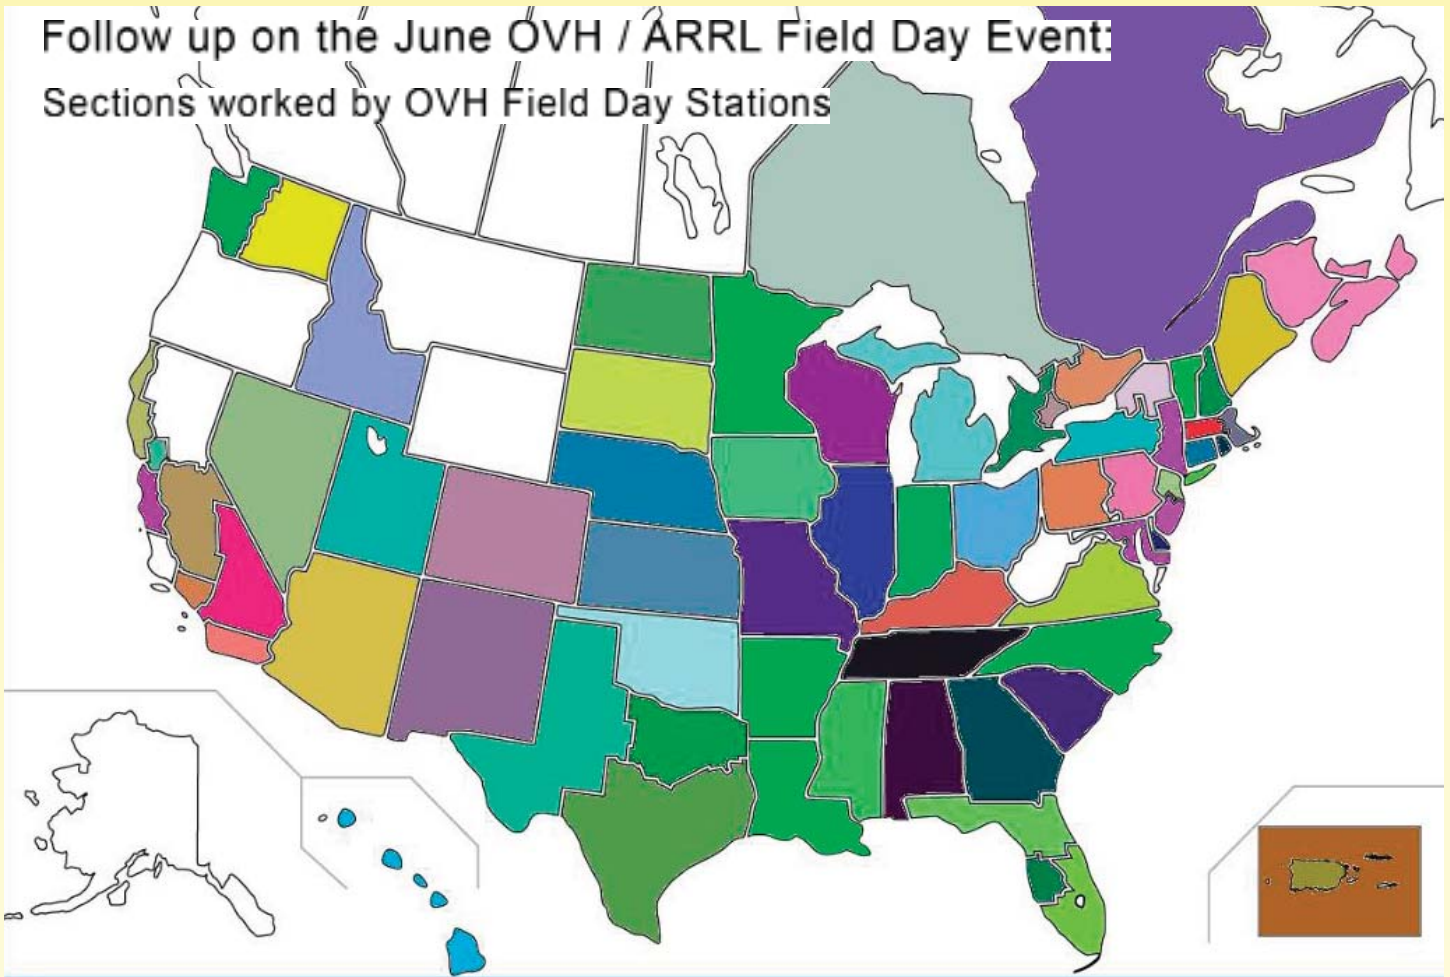 Follow up on the June OVH / ARRL Field Day Event:
Sections worked by OVH Field Day Stations